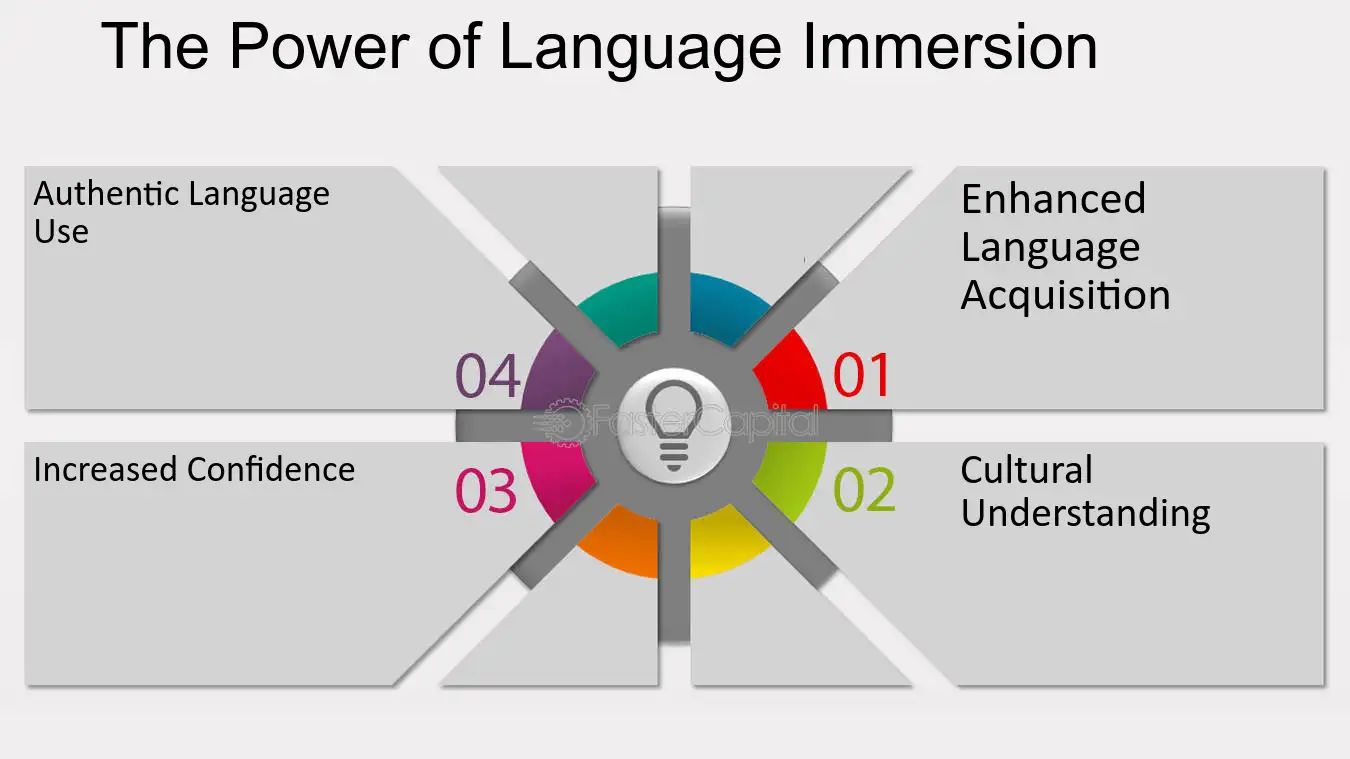 The Power of Language Immersion
Authentic Language
Use
04
Enhanced
Language
Acquisition
01
FasterCapital
Increased Confidence
03
Cultural
Understanding
02